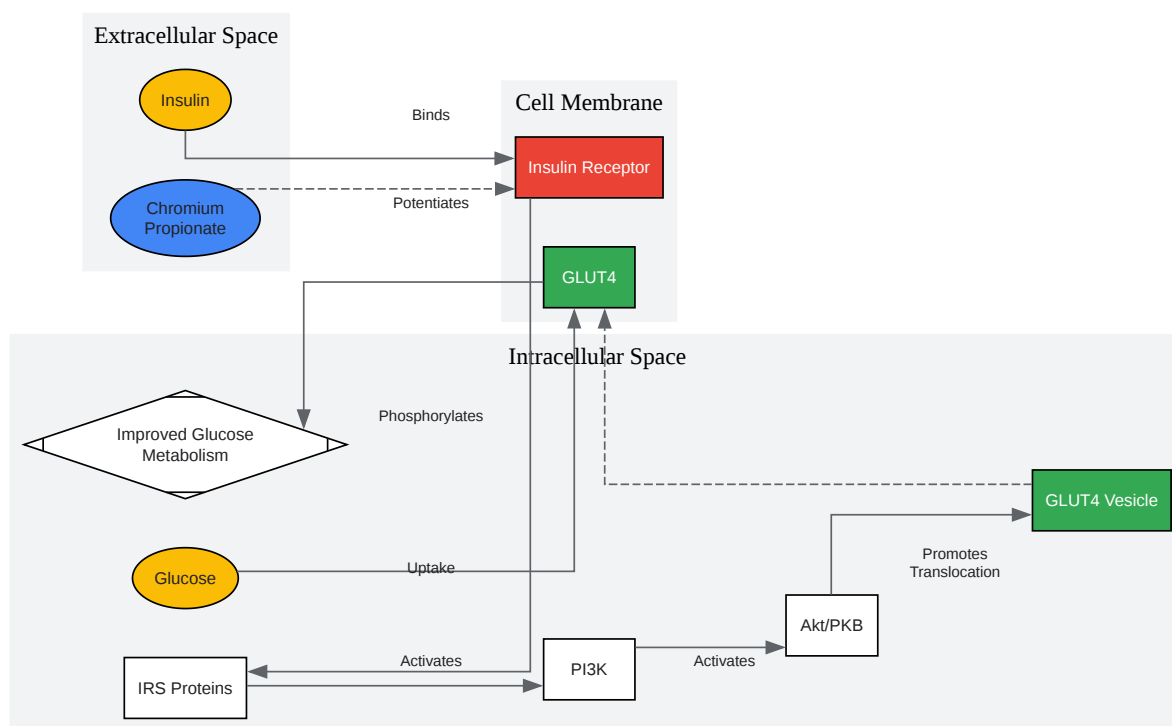 Extracellular Space
Insulin
Chromium
Propionate
Binds
Potentiates
Cell Membrane
Insulin Receptor
GLUT4
Intracellular Space
Phosphorylates
Improved Glucose
Metabolism
GLUT4 Vesicle
Promotes
Translocation
Glucose
Uptake
Akt/PKB
IRS Proteins
Activates
PI3K
Activates